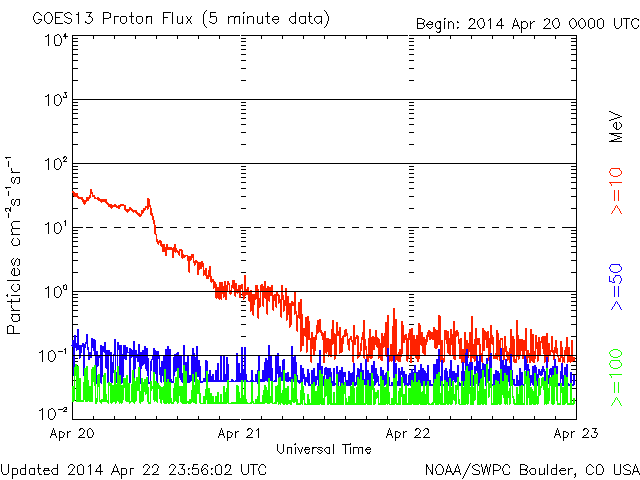 GOES13 Proton Flux (5 minute data)
Begin: 2014 Apr 20 0000 UTC
10⁴
10³
10²
10¹
10⁰
10⁻¹
10⁻²
Particles cm⁻²s⁻¹sr⁻¹
MeV
>=10
>=50
>=100
Apr 20 Apr 21 Apr 22 Apr 23
Universal Time
Updated 2014 Apr 22 23:56:02 UTC
NOAA/SWPC Boulder, CO USA